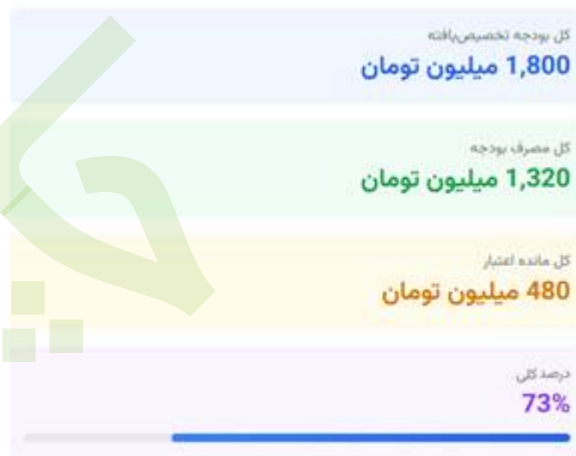 کل بودجه تخصیص‌یافته
1,800 میلیون تومان
کل مصرف بودجه
1,320 میلیون تومان
کل مانده اعتبار
480 میلیون تومان
درصد کلی
73%